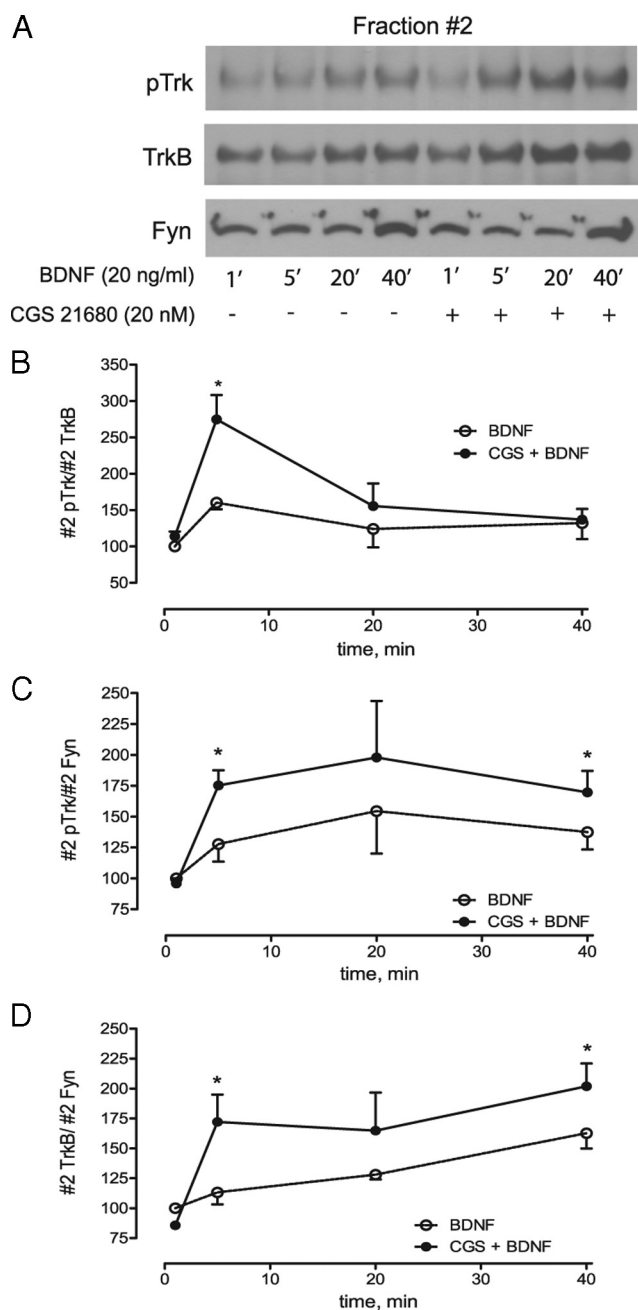 A
Fraction #2
pTrk
TrkB
Fyn
BDNF (20 ng/ml) 1′ 5′ 20′ 40′ 1′ 5′ 20′ 40′
CGS 21680 (20 nM) - - - - + + + +
B
#2 pTrk/#2 TrkB
350
300
250
200
150
100
50
*
BDNF
CGS + BDNF
0 10 20 30 40
time, min
C
#2 pTrk/#2 Fyn
250
225
200
175
150
125
100
75
* *
BDNF
CGS + BDNF
0 10 20 30 40
time, min
D
#2 TrkB/ #2 Fyn
250
225
200
175
150
125
100
75
* *
BDNF
CGS + BDNF
0 10 20 30 40
time, min